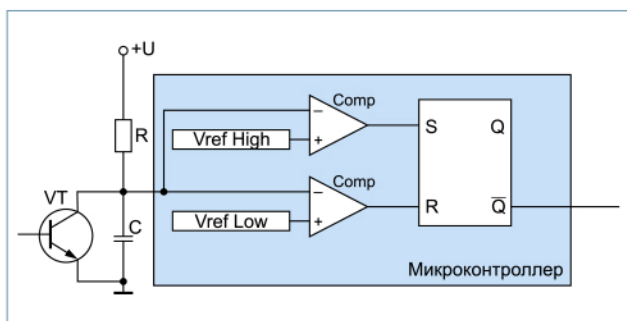 +U
Comp
R
Vref High
−
+
S
Q
VT
Comp
C
Vref Low
−
+
R
Q̅
Микроконтроллер